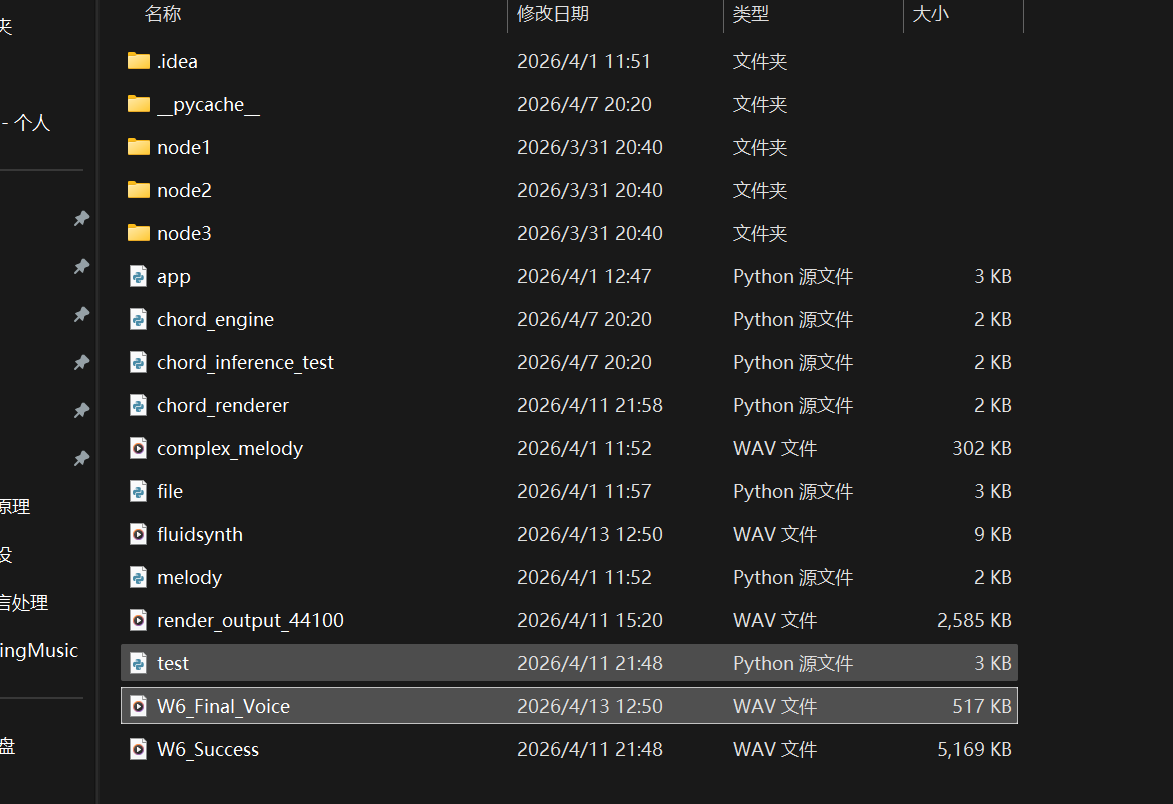 名称 修改日期 类型 大小
夹
- 个人
原理
设
言处理
ingMusic
盘
.idea 2026/4/1 11:51 文件夹
__pycache__ 2026/4/7 20:20 文件夹
node1 2026/3/31 20:40 文件夹
node2 2026/3/31 20:40 文件夹
node3 2026/3/31 20:40 文件夹
app 2026/4/1 12:47 Python 源文件 3 KB
chord_engine 2026/4/7 20:20 Python 源文件 2 KB
chord_inference_test 2026/4/7 20:20 Python 源文件 2 KB
chord_renderer 2026/4/11 21:58 Python 源文件 2 KB
complex_melody 2026/4/1 11:52 WAV 文件 302 KB
file 2026/4/1 11:57 Python 源文件 3 KB
fluidsynth 2026/4/13 12:50 WAV 文件 9 KB
melody 2026/4/1 11:52 Python 源文件 2 KB
render_output_44100 2026/4/11 15:20 WAV 文件 2,585 KB
test 2026/4/11 21:48 Python 源文件 3 KB
W6_Final_Voice 2026/4/13 12:50 WAV 文件 517 KB
W6_Success 2026/4/11 21:48 WAV 文件 5,169 KB